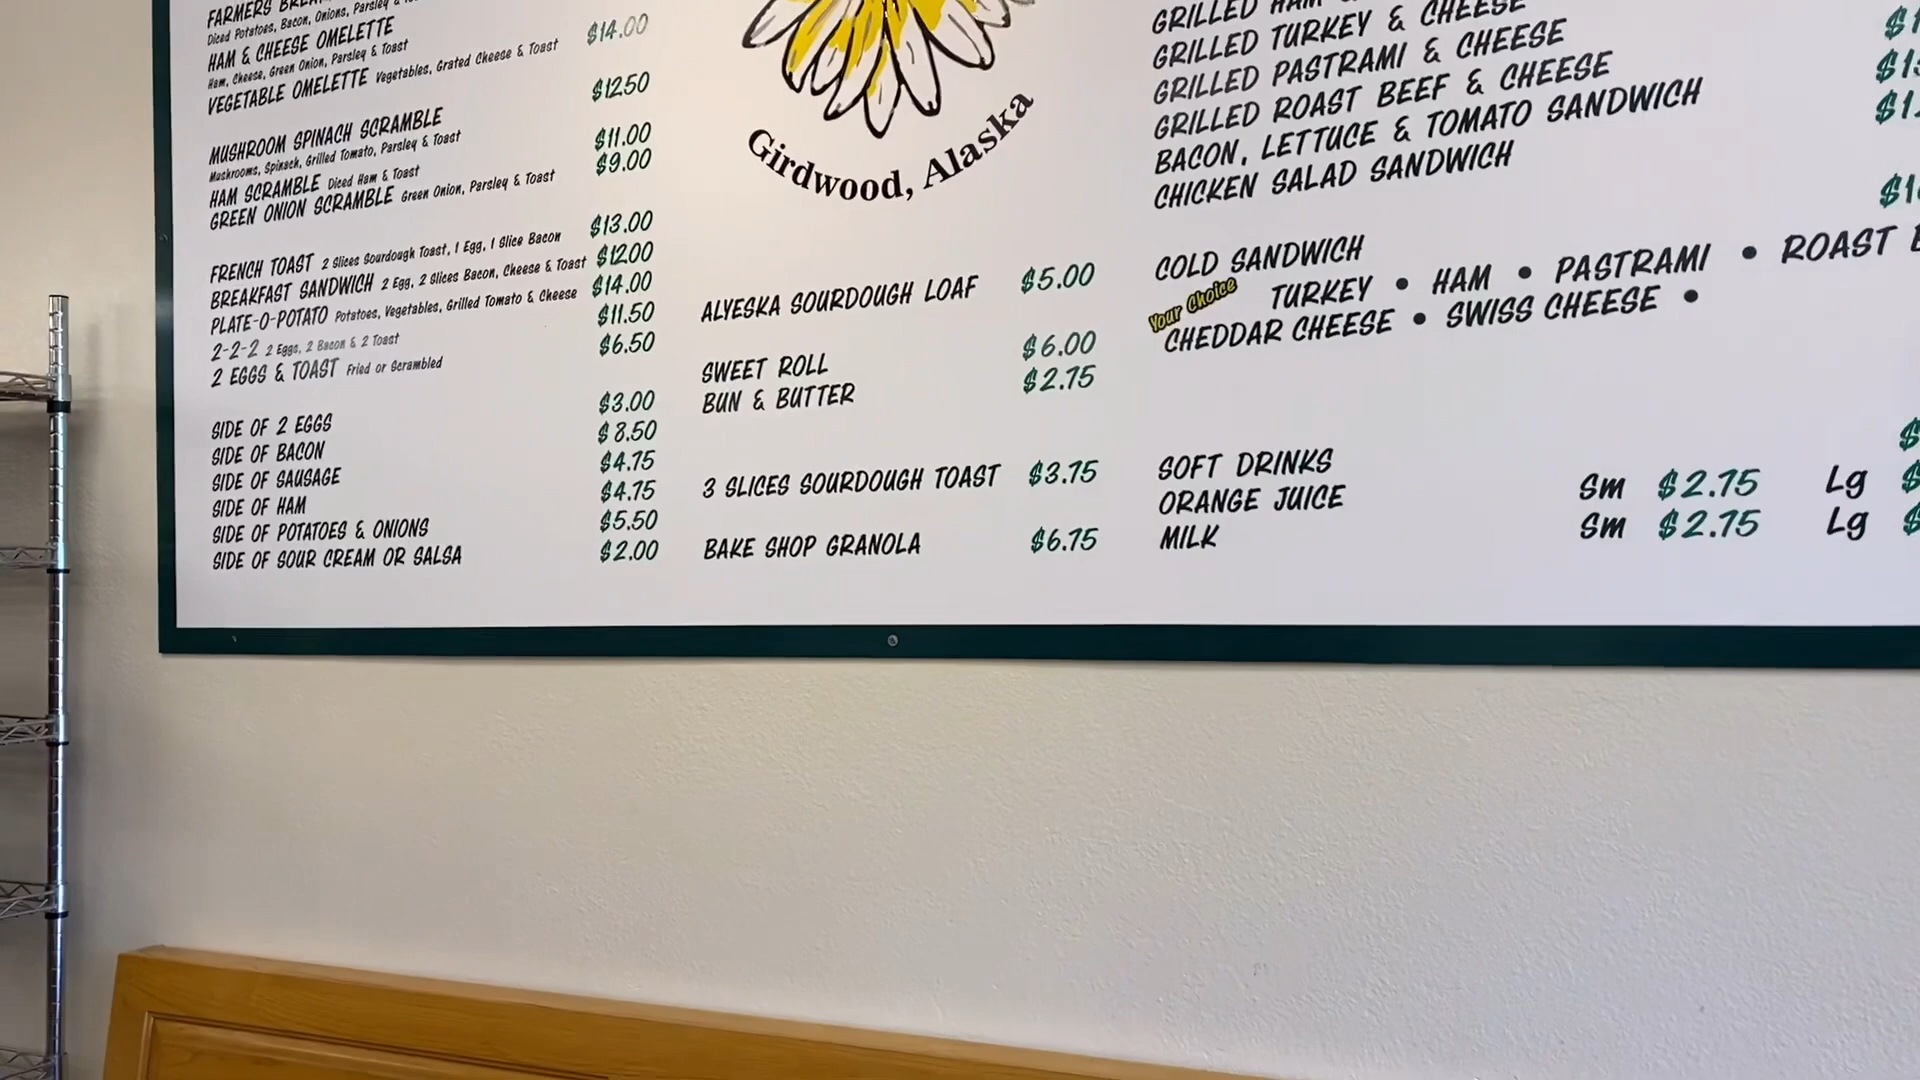 FARMERS
Diced Potatoes, Bacon, Onions, Parsley &
HAM & CHEESE OMELETTE
Ham, Cheese, Green Onion, Parsley & Toast
VEGETABLE OMELETTE Vegetables, Grated Cheese & Toast $14.00
$12.50
MUSHROOM SPINACH SCRAMBLE
Mushrooms, Spinach, Grilled Tomato, Parsley & Toast
HAM SCRAMBLE Diced Ham & Toast $11.00
GREEN ONION SCRAMBLE Green Onion, Parsley & Toast $9.00
FRENCH TOAST 2 Slices Sourdough Toast, 1 Egg, 1 Slice Bacon $13.00
BREAKFAST SANDWICH 2 Egg, 2 Slices Bacon, Cheese & Toast $12.00
PLATE-O-POTATO Potatoes, Vegetables, Grilled Tomato & Cheese $14.00
2-2-2 2 Eggs, 2 Bacon & 2 Toast $11.50
2 EGGS & TOAST Fried or Scrambled $6.50
SIDE OF 2 EGGS $3.00
SIDE OF BACON $8.50
SIDE OF SAUSAGE $4.75
SIDE OF HAM $4.75
SIDE OF POTATOES & ONIONS $5.50
SIDE OF SOUR CREAM OR SALSA $2.00
Girdwood, Alaska
ALYESKA SOURDOUGH LOAF $5.00
SWEET ROLL $6.00
BUN & BUTTER $2.75
3 SLICES SOURDOUGH TOAST $3.75
BAKE SHOP GRANOLA $6.75
GRILLED HAM &
GRILLED TURKEY & CHEESE
GRILLED PASTRAMI & CHEESE
GRILLED ROAST BEEF & CHEESE
BACON, LETTUCE & TOMATO SANDWICH
CHICKEN SALAD SANDWICH
COLD SANDWICH
Your Choice
TURKEY • HAM • PASTRAMI • ROAST
CHEDDAR CHEESE • SWISS CHEESE •
SOFT DRINKS
ORANGE JUICE Sm $2.75 Lg
MILK Sm $2.75 Lg